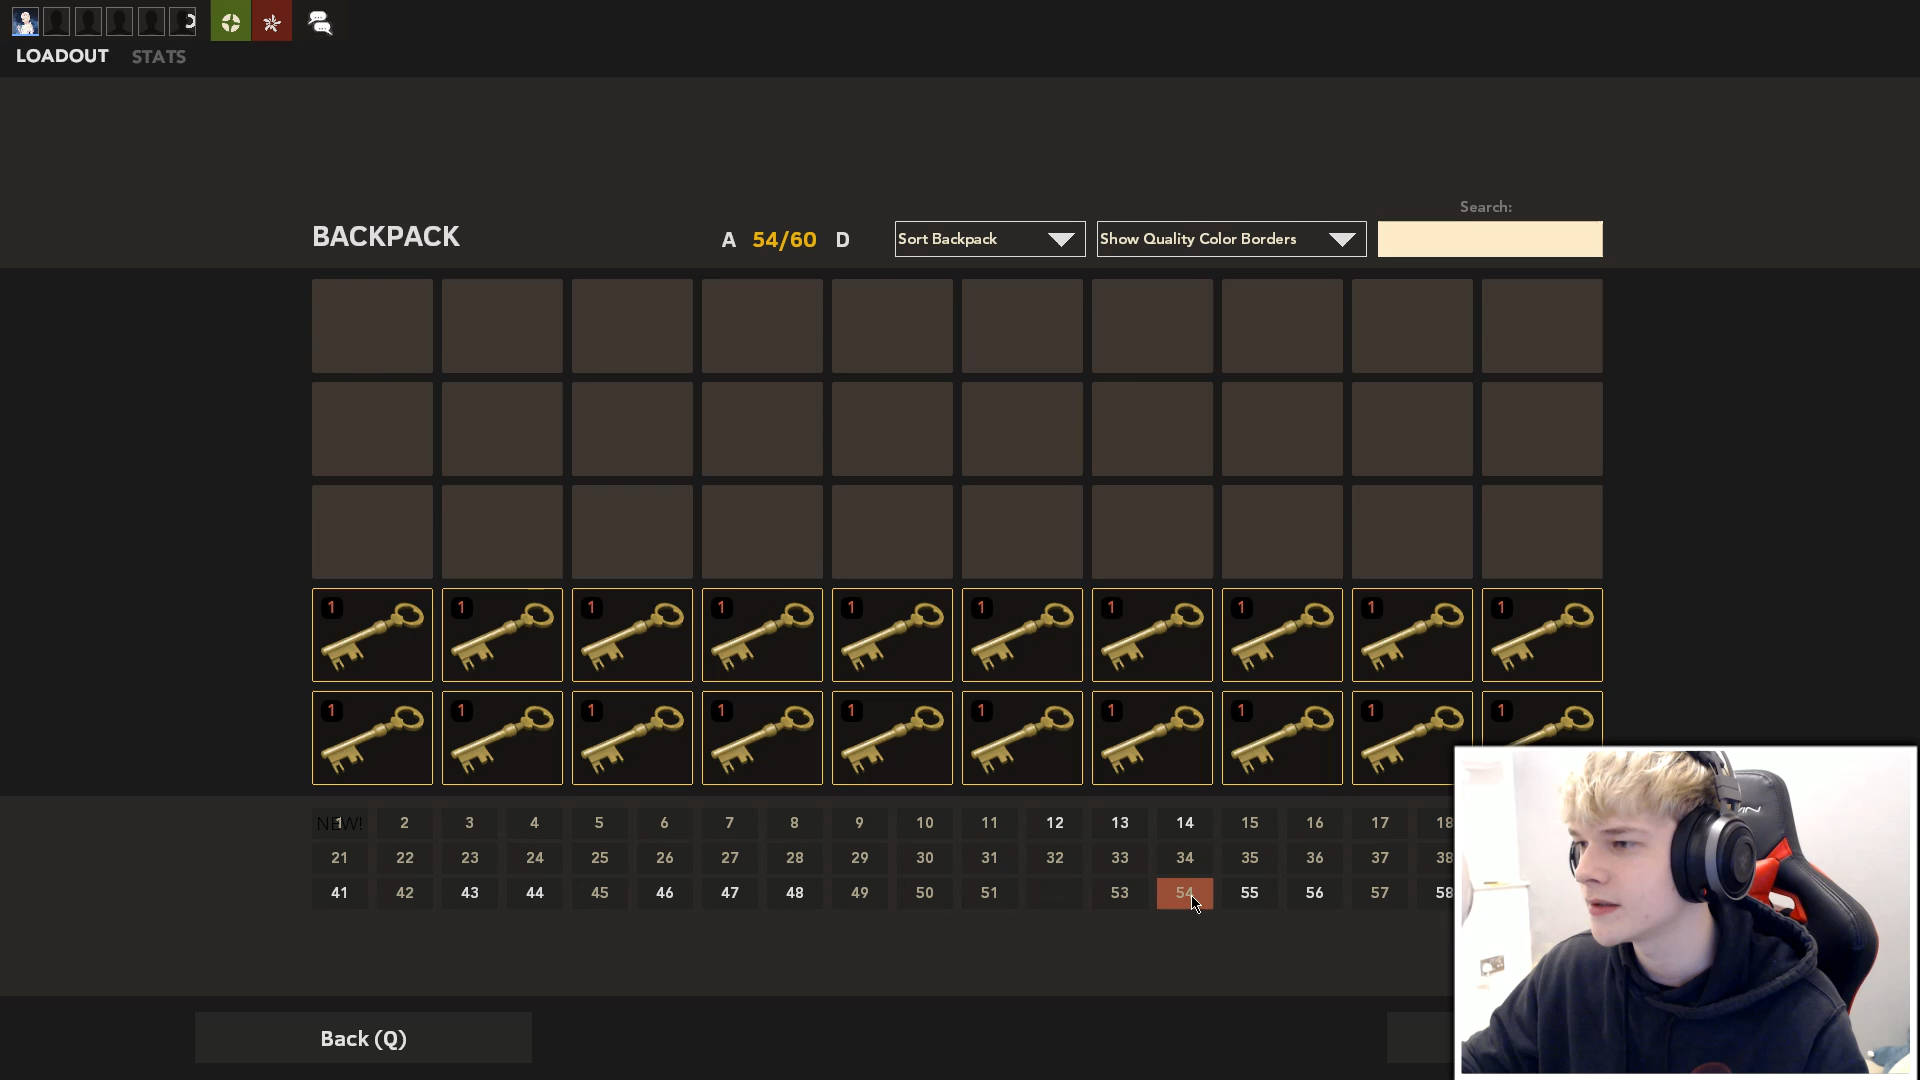 LOADOUT STATS
Search:
BACKPACK A 54/60 D Sort Backpack Show Quality Color Borders
1 1 1 1 1 1 1 1 1 1
1 1 1 1 1 1 1 1 1 1
NEW! 2 3 4 5 6 7 8 9 10 11 12 13 14 15 16 17 18
21 22 23 24 25 26 27 28 29 30 31 32 33 34 35 36 37 38
41 42 43 44 45 46 47 48 49 50 51 53 54 55 56 57 58
Back (Q)